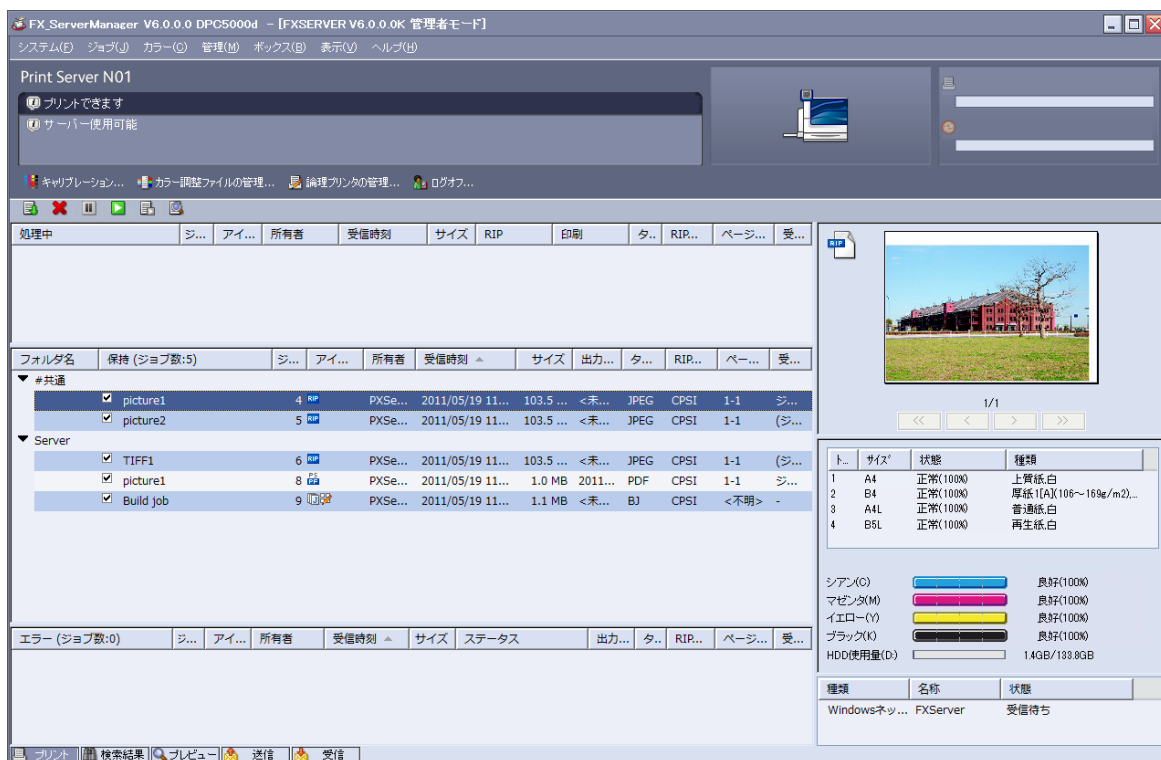 FX_ServerManager V6.0.0.0 DPC5000d - [FXSERVER V6.0.0.0K 管理者モード]
システム(F) ジョブ(J) カラー(C) 管理(M) ボックス(B) 表示(V) ヘルプ(H)
Print Server N01
プリントできます
サーバー使用可能
キャリブレーション... カラー調整ファイルの管理... 論理プリンタの管理... ログオフ...
処理中 ジ... アイ... 所有者 受信時刻 サイズ RIP 印刷 タ.. RIP... ページ... 受...
RIP
フォルダ名 保持 (ジョブ数:5) ジ... アイ... 所有者 受信時刻 サイズ 出力... タ... RIP... ペー... 受...
#共通
picture1 4 RIP PXSe... 2011/05/19 11... 103.5 ... <未... JPEG CPSI 1-1 ジ...
picture2 5 RIP PXSe... 2011/05/19 11... 103.5 ... <未... JPEG CPSI 1-1 (ジ...
Server
TIFF1 6 RIP PXSe... 2011/05/19 11... 103.5 ... <未... JPEG CPSI 1-1 (ジ...
picture1 8 PS PXSe... 2011/05/19 11... 1.0 MB 2011... PDF CPSI 1-1 ジ...
Build job 9 PXSe... 2011/05/19 11... 1.1 MB <未... BJ CPSI <不明> -
エラー (ジョブ数:0) ジ... アイ... 所有者 受信時刻 サイズ ステータス 出力... タ.. RIP... ページ... 受...
1/1
<< < > >>
ト... サイズ 状態 種類
1 A4 正常(100%) 上質紙,白
2 B4 正常(100%) 厚紙1[A](106～169g/m2),...
3 A4L 正常(100%) 普通紙,白
4 B5L 正常(100%) 再生紙,白
シアン(C) 良好(100%)
マゼンタ(M) 良好(100%)
イエロー(Y) 良好(100%)
ブラック(K) 良好(100%)
HDD使用量(D:) 1.4GB/133.8GB
種類 名称 状態
Windowsネッ... FXServer 受信待ち
プリント 検索結果 プレビュー 送信 受信